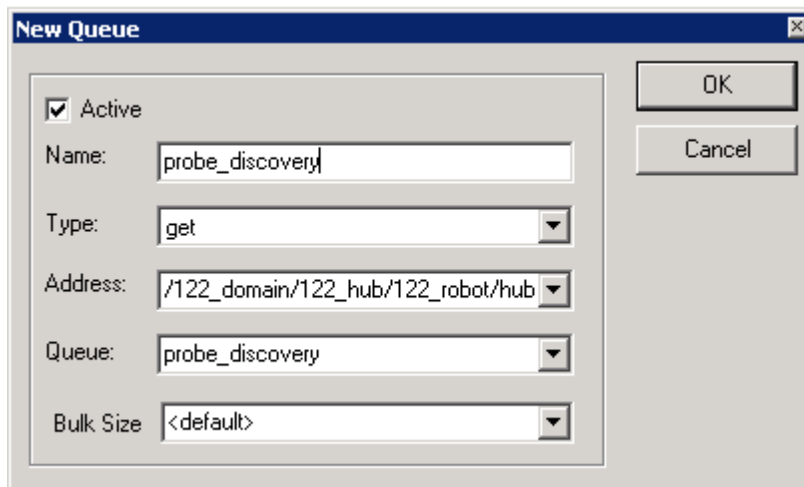 New Queue
Active
OK
Name: probe_discovery
Cancel
Type: get
Address: /122_domain/122_hub/122_robot/hub
Queue: probe_discovery
Bulk Size <default>